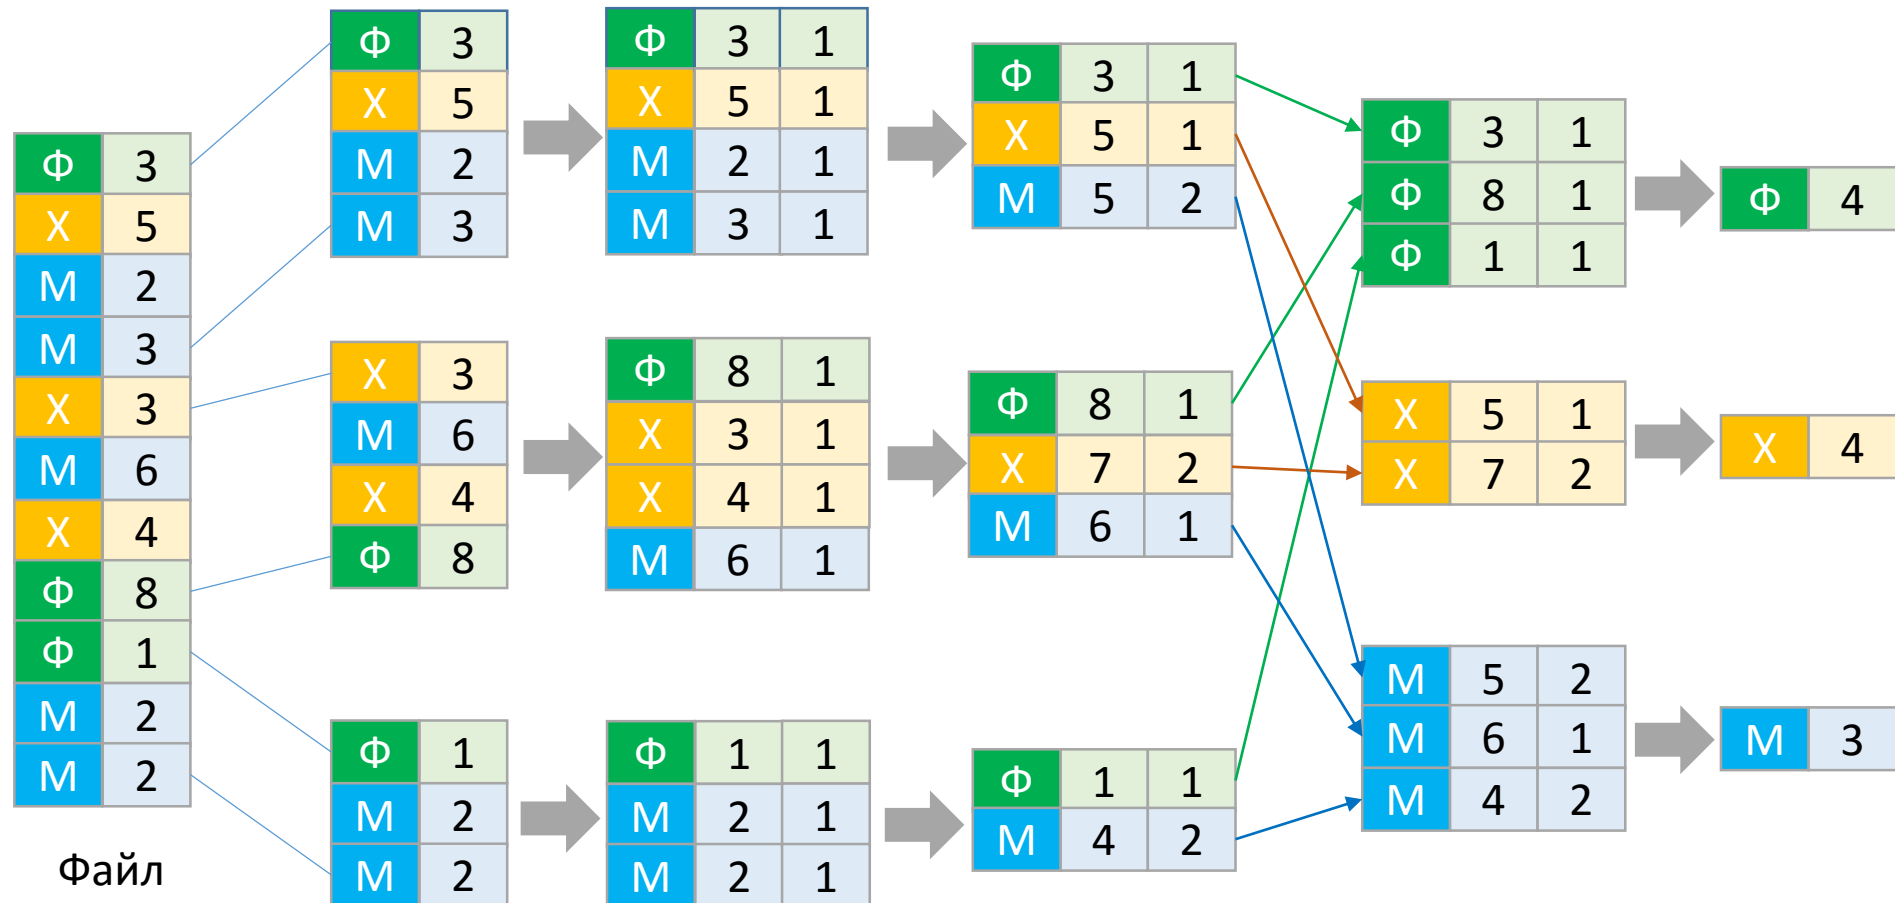 Ф 3
Х 5
М 2
М 3
Х 3
М 6
Х 4
Ф 8
Ф 1
М 2
М 2
Файл
Ф 3
Х 5
М 2
М 3
Х 3
М 6
Х 4
Ф 8
Ф 1
М 2
М 2
Ф 3 1
Х 5 1
М 2 1
М 3 1
Ф 8 1
Х 3 1
Х 4 1
М 6 1
Ф 1 1
М 2 1
М 2 1
Ф 3 1
Х 5 1
М 5 2
Ф 8 1
Х 7 2
М 6 1
Ф 1 1
М 4 2
Ф 3 1
Ф 8 1
Ф 1 1
Х 5 1
Х 7 2
М 5 2
М 6 1
М 4 2
Ф 4
Х 4
М 3